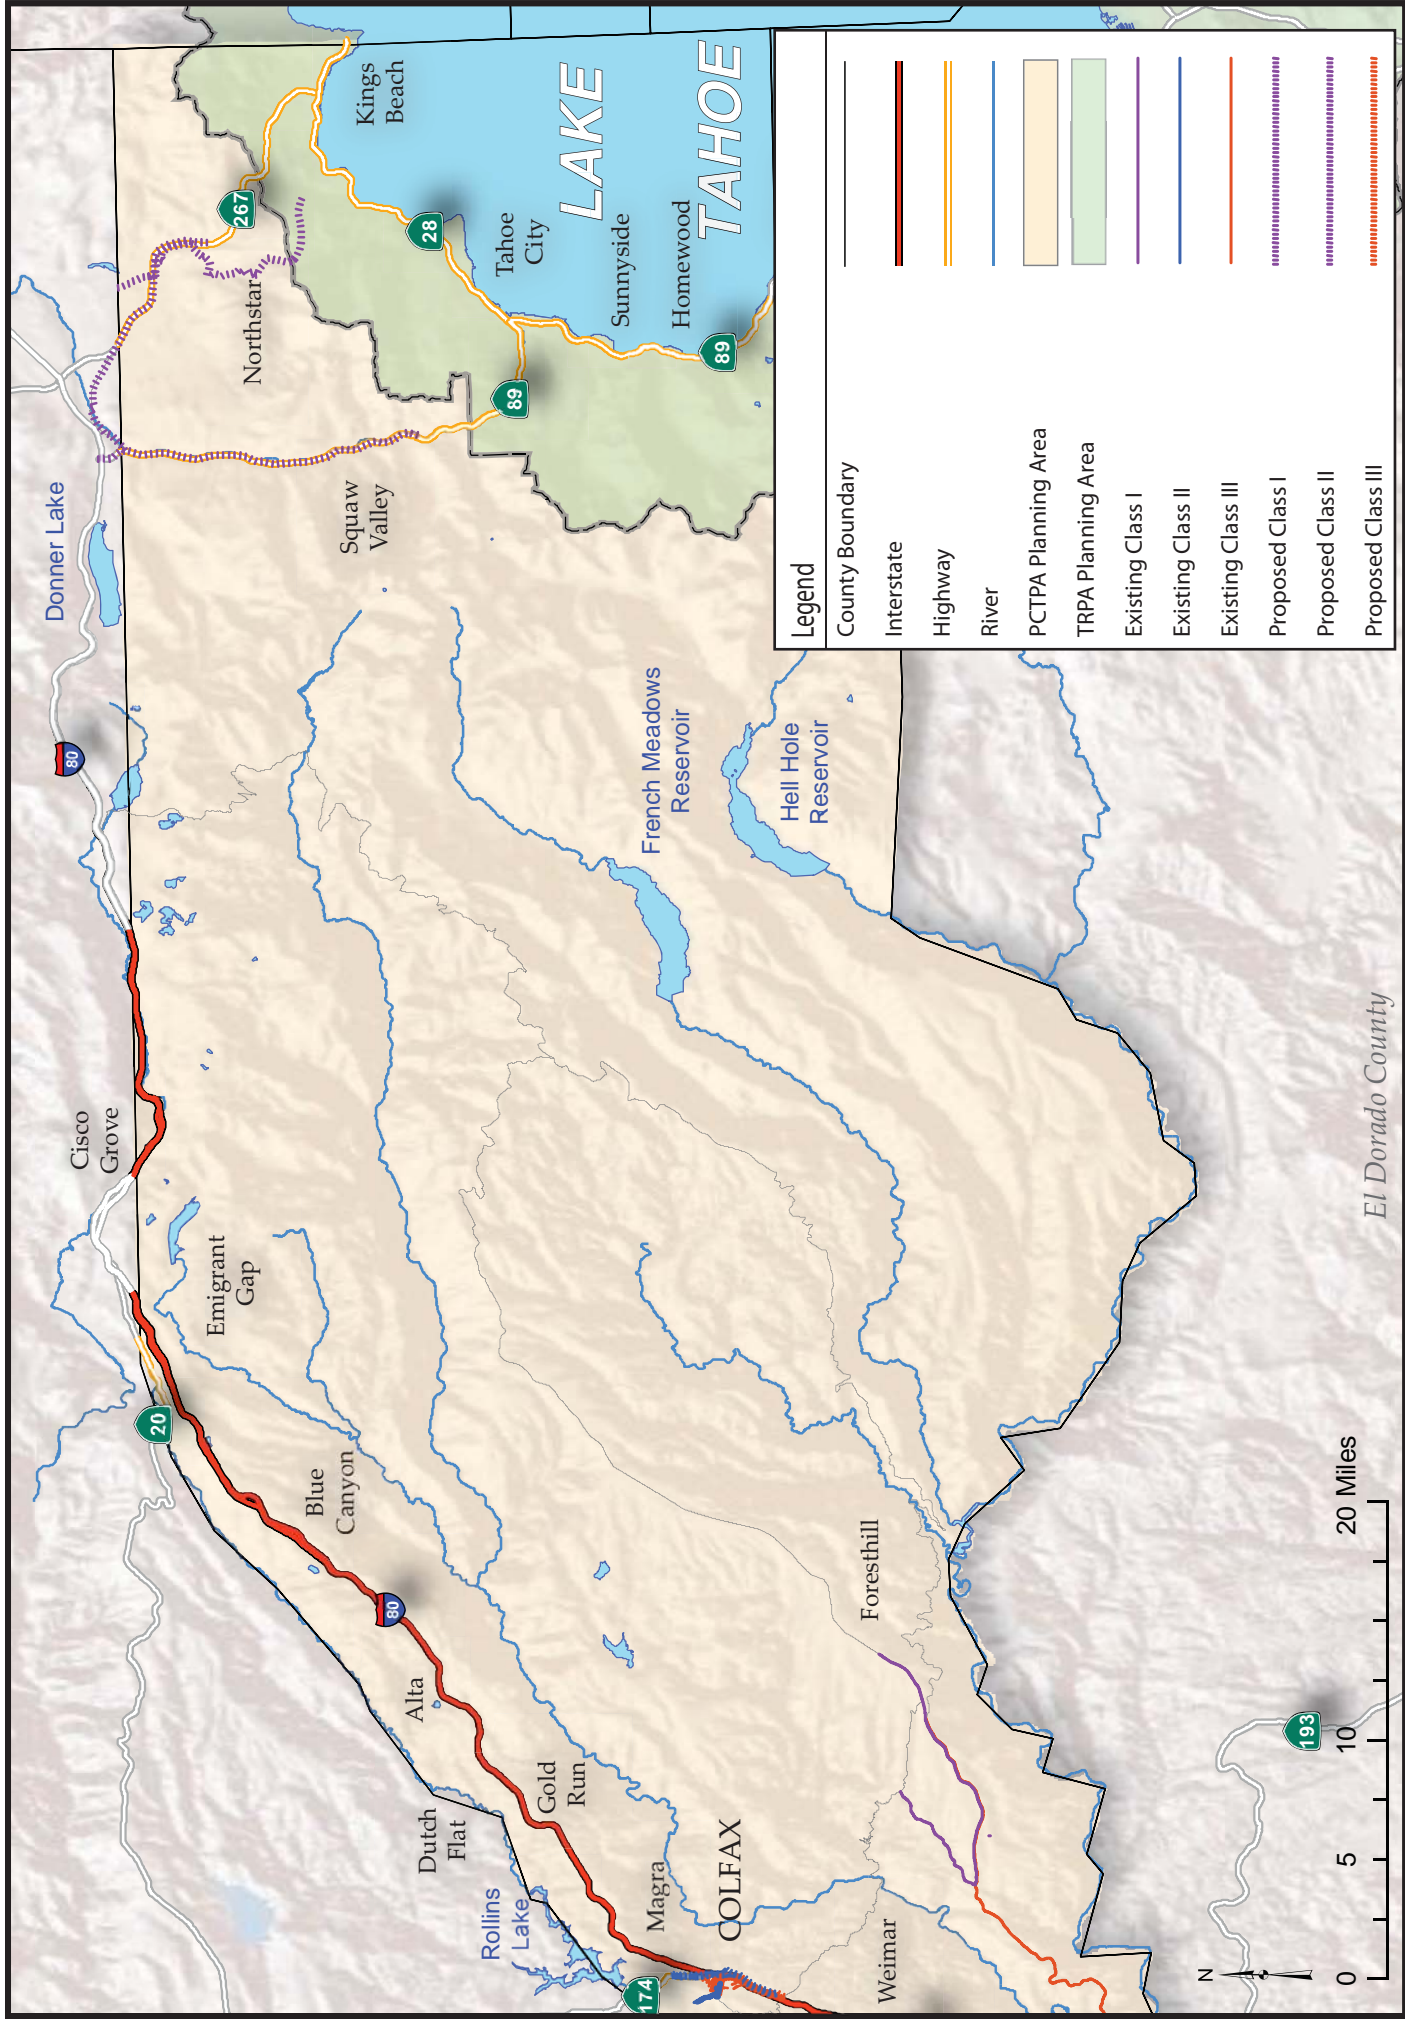 Donner Lake
80
Cisco
Grove
Emigrant
Gap
20
Blue
Canyon
80
Alta
Dutch
Flat
Gold
Run
Rollins
Lake
Magra
174
COLFAX
Weimar
Foresthill
French Meadows
Reservoir
Hell Hole
Reservoir
Squaw
Valley
Northstar
267
Kings
Beach
28
Tahoe
City
89
Sunnyside
Homewood
89
LAKE
TAHOE
El Dorado County
193
N
0
5
10
20 Miles
Legend
County Boundary
Interstate
Highway
River
PCTPA Planning Area
TRPA Planning Area
Existing Class I
Existing Class II
Existing Class III
Proposed Class I
Proposed Class II
Proposed Class III